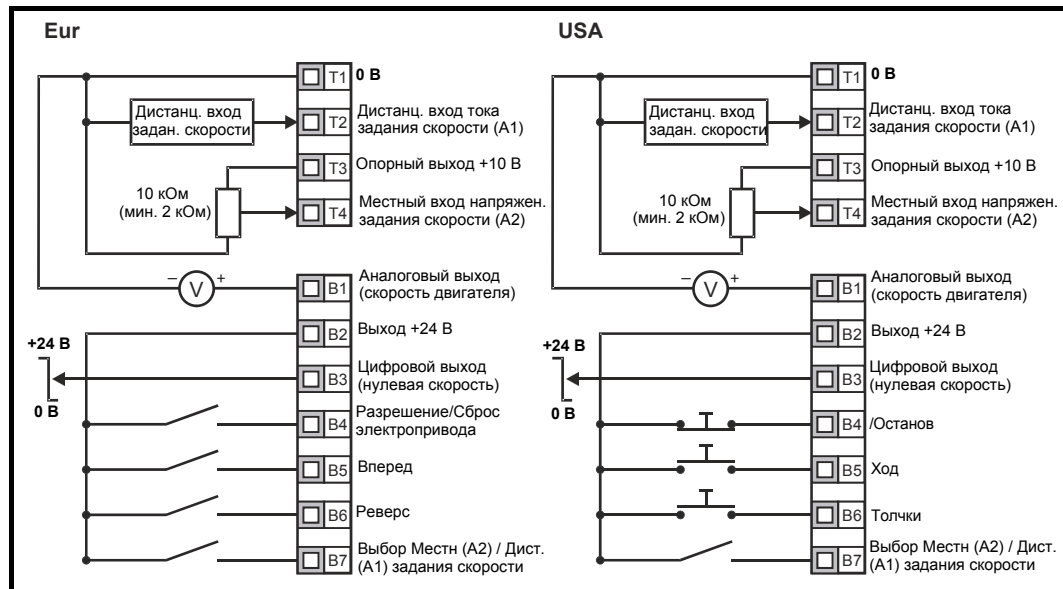 Eur
T1
0 В
Дистанц. вход
задан. скорости
T2
Дистанц. вход тока
задания скорости (A1)
T3
Опорный выход +10 В
10 кОм
(мин. 2 кОм)
T4
Местный вход напряжен.
задания скорости (A2)
– V +
B1
Аналоговый выход
(скорость двигателя)
B2
Выход +24 В
+24 В
0 В
B3
Цифровой выход
(нулевая скорость)
B4
Разрешение/Сброс
электропривода
B5
Вперед
B6
Реверс
B7
Выбор Местн (A2) / Дист.
(A1) задания скорости
USA
T1
0 В
Дистанц. вход
задан. скорости
T2
Дистанц. вход тока
задания скорости (A1)
T3
Опорный выход +10 В
10 кОм
(мин. 2 кОм)
T4
Местный вход напряжен.
задания скорости (A2)
– V +
B1
Аналоговый выход
(скорость двигателя)
B2
Выход +24 В
+24 В
0 В
B3
Цифровой выход
(нулевая скорость)
B4
/Останов
B5
Ход
B6
Толчки
B7
Выбор Местн (A2) / Дист.
(A1) задания скорости